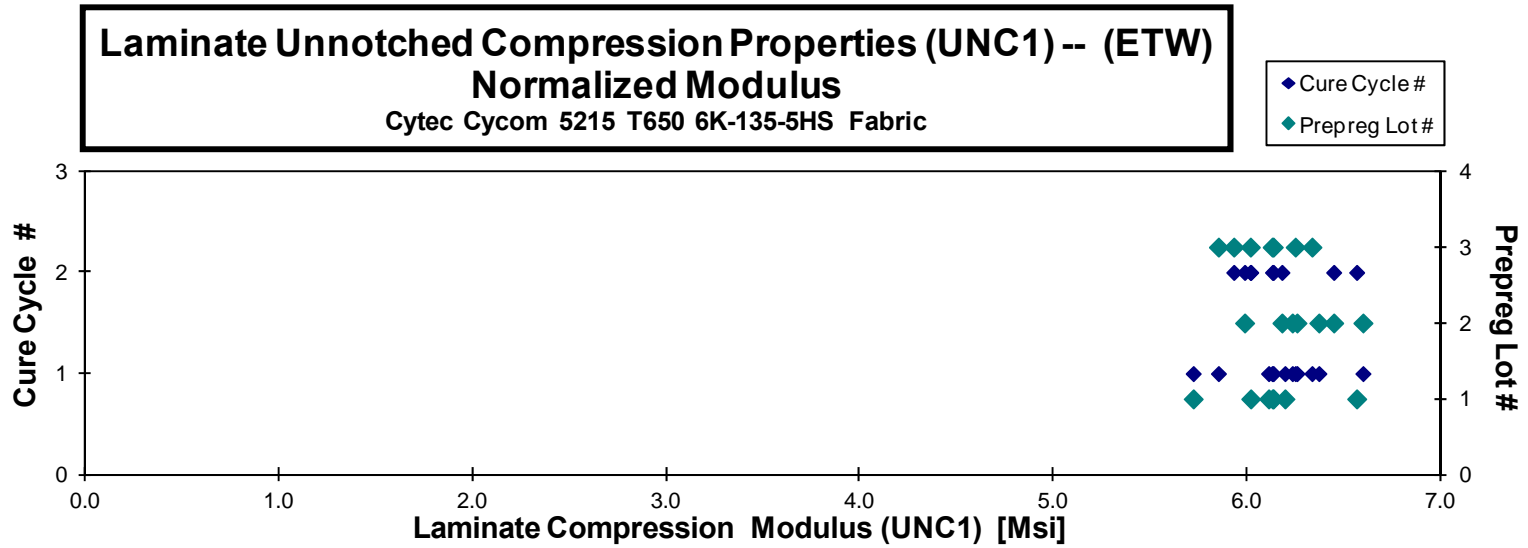 Laminate Unnotched Compression Properties (UNC1) -- (ETW)
Normalized Modulus
Cytec Cycom 5215 T650 6K-135-5HS Fabric
Cure Cycle #
Prepreg Lot #
3
2
1
0
Cure Cycle #
4
3
2
1
0
Prepreg Lot #
0.0 1.0 2.0 3.0 4.0 5.0 6.0 7.0
Laminate Compression Modulus (UNC1) [Msi]